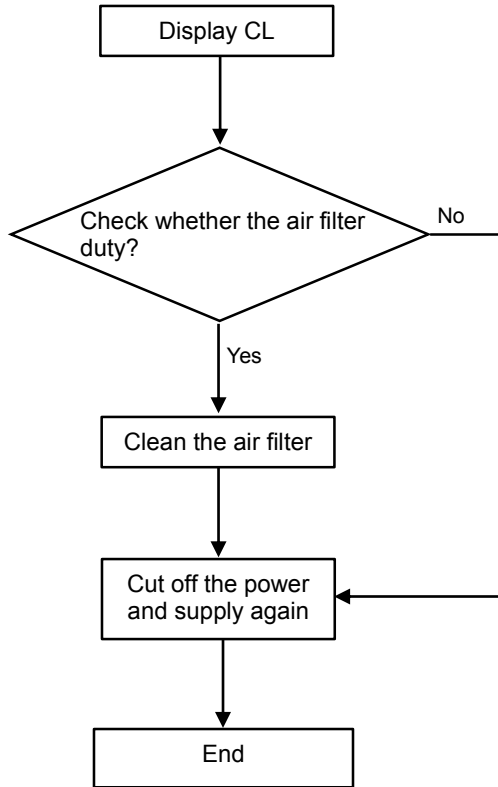 Display CL
Check whether the air filter
duty?
No
Yes
Clean the air filter
Cut off the power
and supply again
End